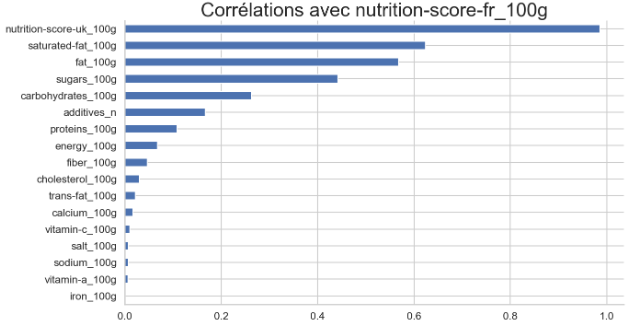 Corrélations avec nutrition-score-fr_100g
nutrition-score-uk_100g
saturated-fat_100g
fat_100g
sugars_100g
carbohydrates_100g
additives_n
proteins_100g
energy_100g
fiber_100g
cholesterol_100g
trans-fat_100g
calcium_100g
vitamin-c_100g
salt_100g
sodium_100g
vitamin-a_100g
iron_100g
0.0 0.2 0.4 0.6 0.8 1.0